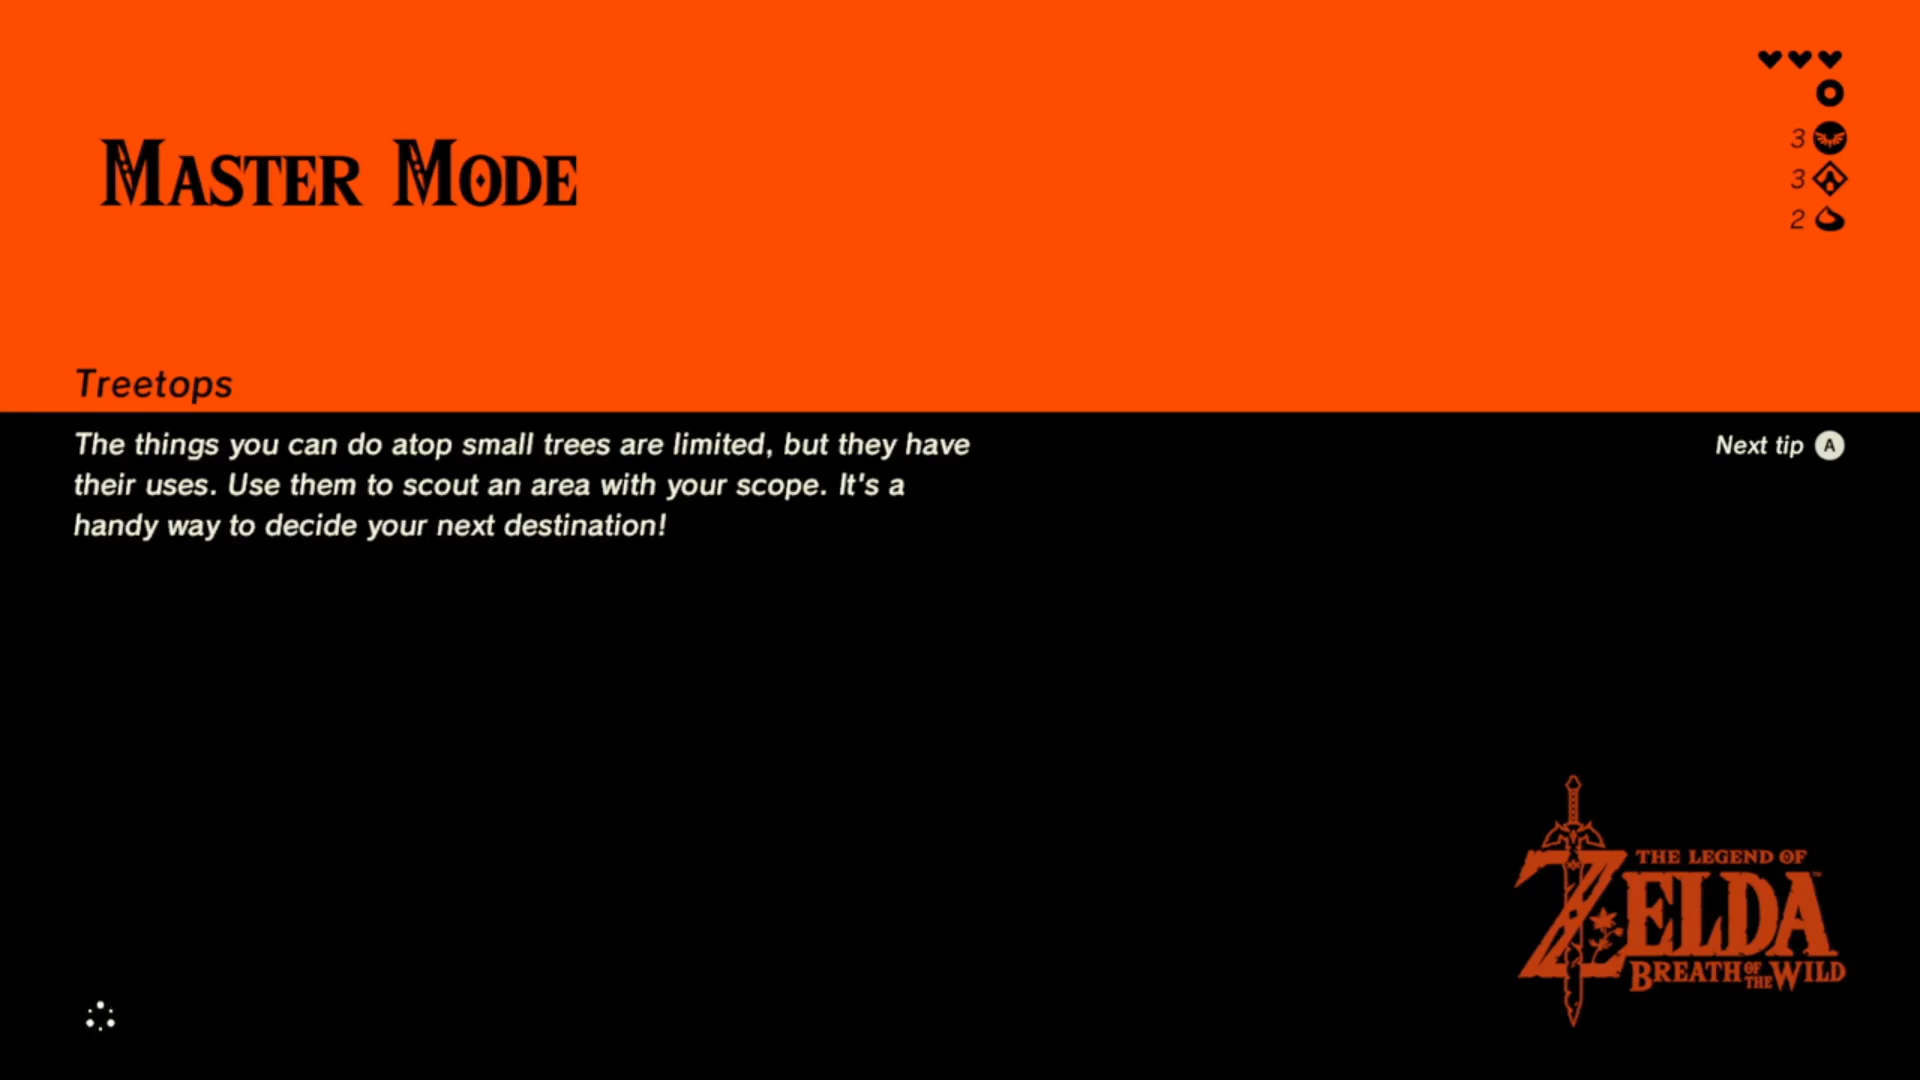 MASTER MODE
3
3
2
Treetops
The things you can do atop small trees are limited, but they have
their uses. Use them to scout an area with your scope. It's a
handy way to decide your next destination!
Next tip A
THE LEGEND OF
ZELDA™
BREATH OF THE WILD